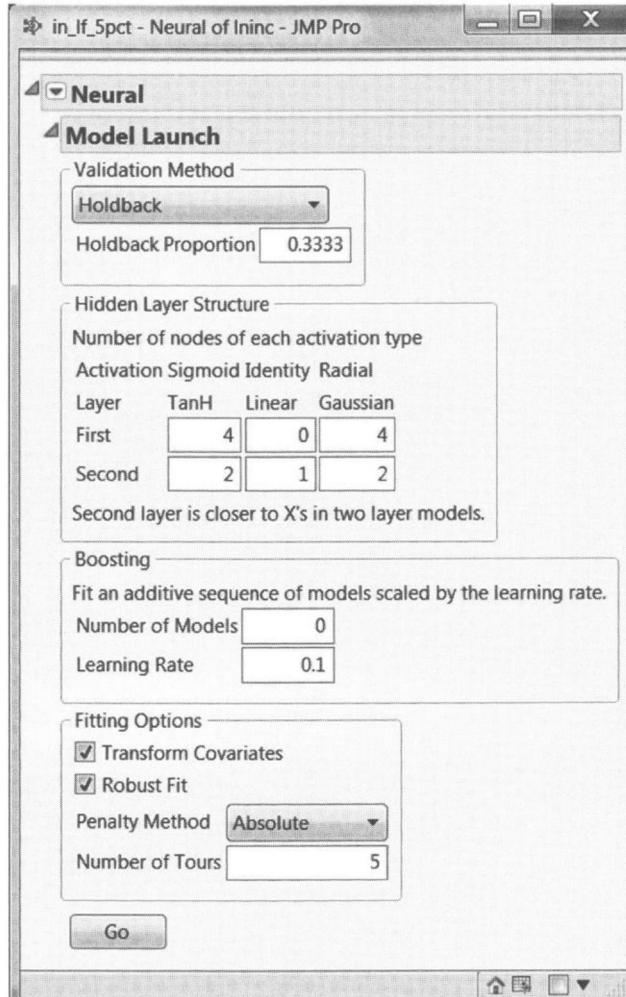 in_lf_5pct - Neural of lninc - JMP Pro
Neural
Model Launch
Validation Method
Holdback
Holdback Proportion 0.3333
Hidden Layer Structure
Number of nodes of each activation type
Activation Sigmoid Identity Radial
Layer TanH Linear Gaussian
First 4 0 4
Second 2 1 2
Second layer is closer to X's in two layer models.
Boosting
Fit an additive sequence of models scaled by the learning rate.
Number of Models 0
Learning Rate 0.1
Fitting Options
Transform Covariates
Robust Fit
Penalty Method Absolute
Number of Tours 5
Go